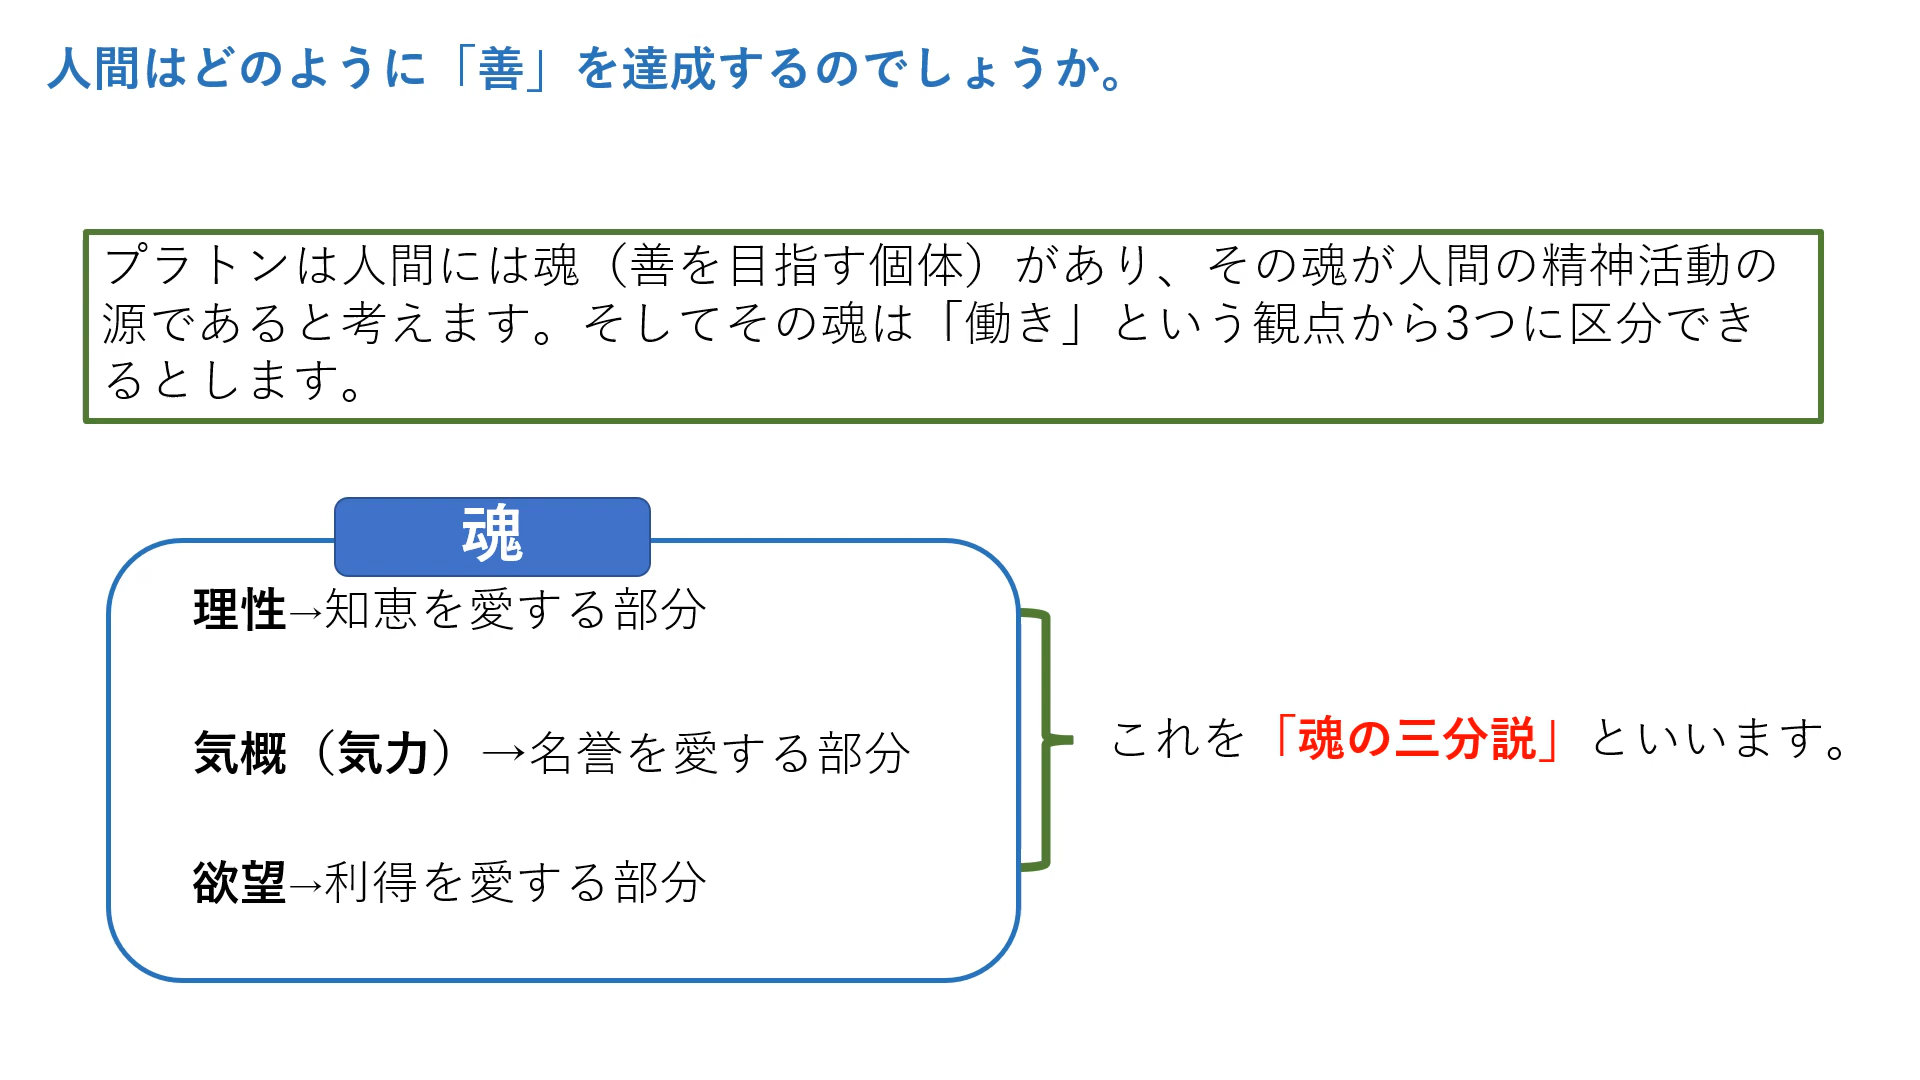 人間はどのように「善」を達成するのでしょうか。
プラトンは人間には魂（善を目指す個体）があり、その魂が人間の精神活動の
源であると考えます。そしてその魂は「働き」という観点から3つに区分でき
るとします。
魂
理性→知恵を愛する部分
気概（気力）→名誉を愛する部分
欲望→利得を愛する部分
これを「魂の三分説」といいます。